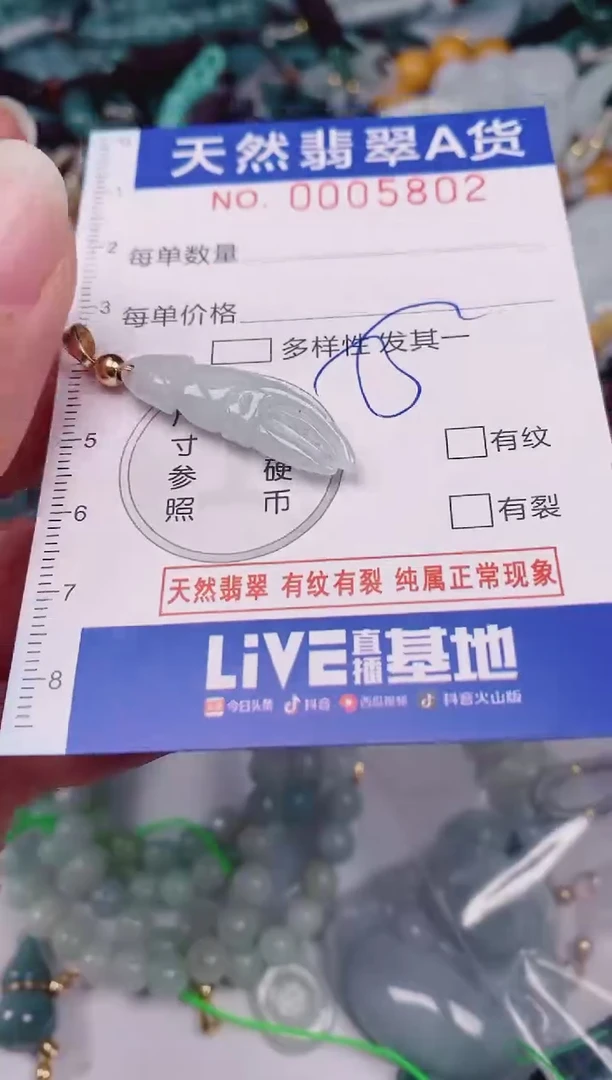 天然翡翠A货
NO. 0005802
1
2 每单数量
3 每单价格
多样性 发其一
5
有纹
寸
参 硬
照 币
6
有裂
7
天然翡翠 有纹有裂 纯属正常现象
8
LiVE直播基地
今日头条 抖音 西瓜视频 抖音火山版